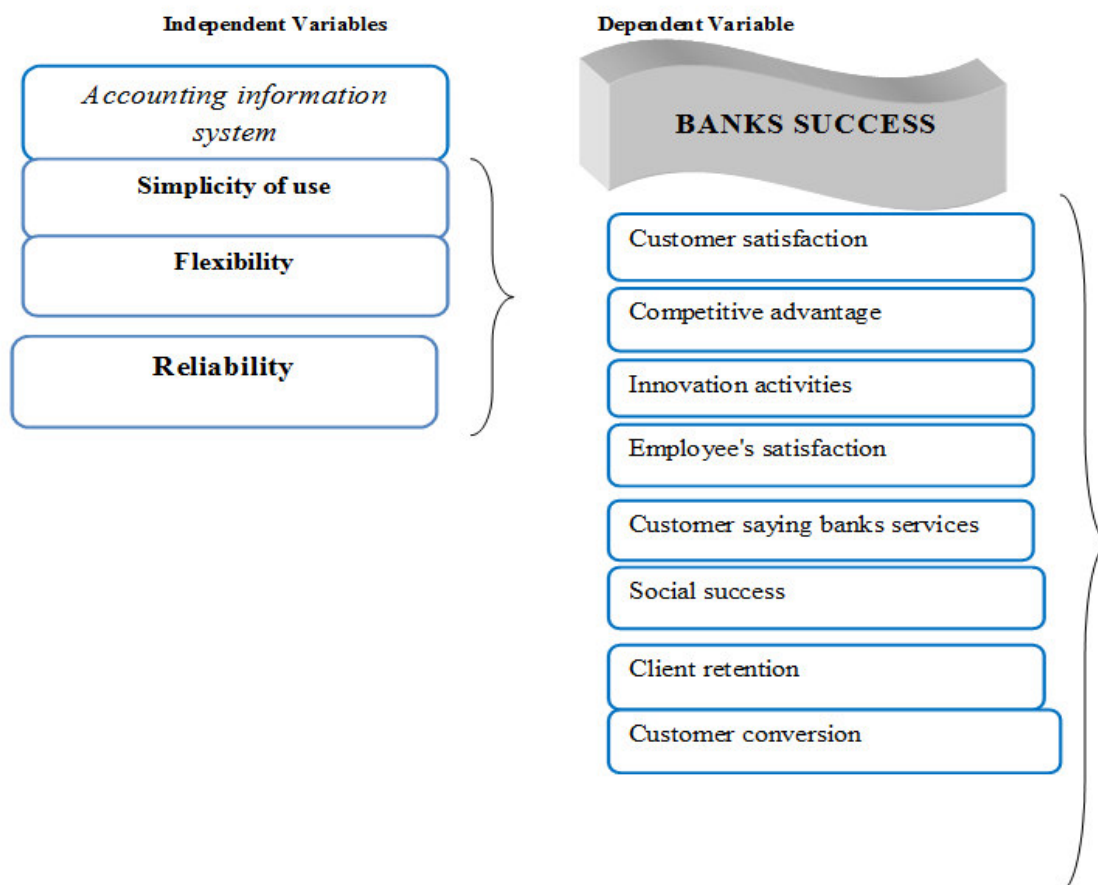 Independent Variables
Dependent Variable
Accounting information
system
Simplicity of use
Flexibility
Reliability
BANKS SUCCESS
Customer satisfaction
Competitive advantage
Innovation activities
Employee's satisfaction
Customer saying banks services
Social success
Client retention
Customer conversion